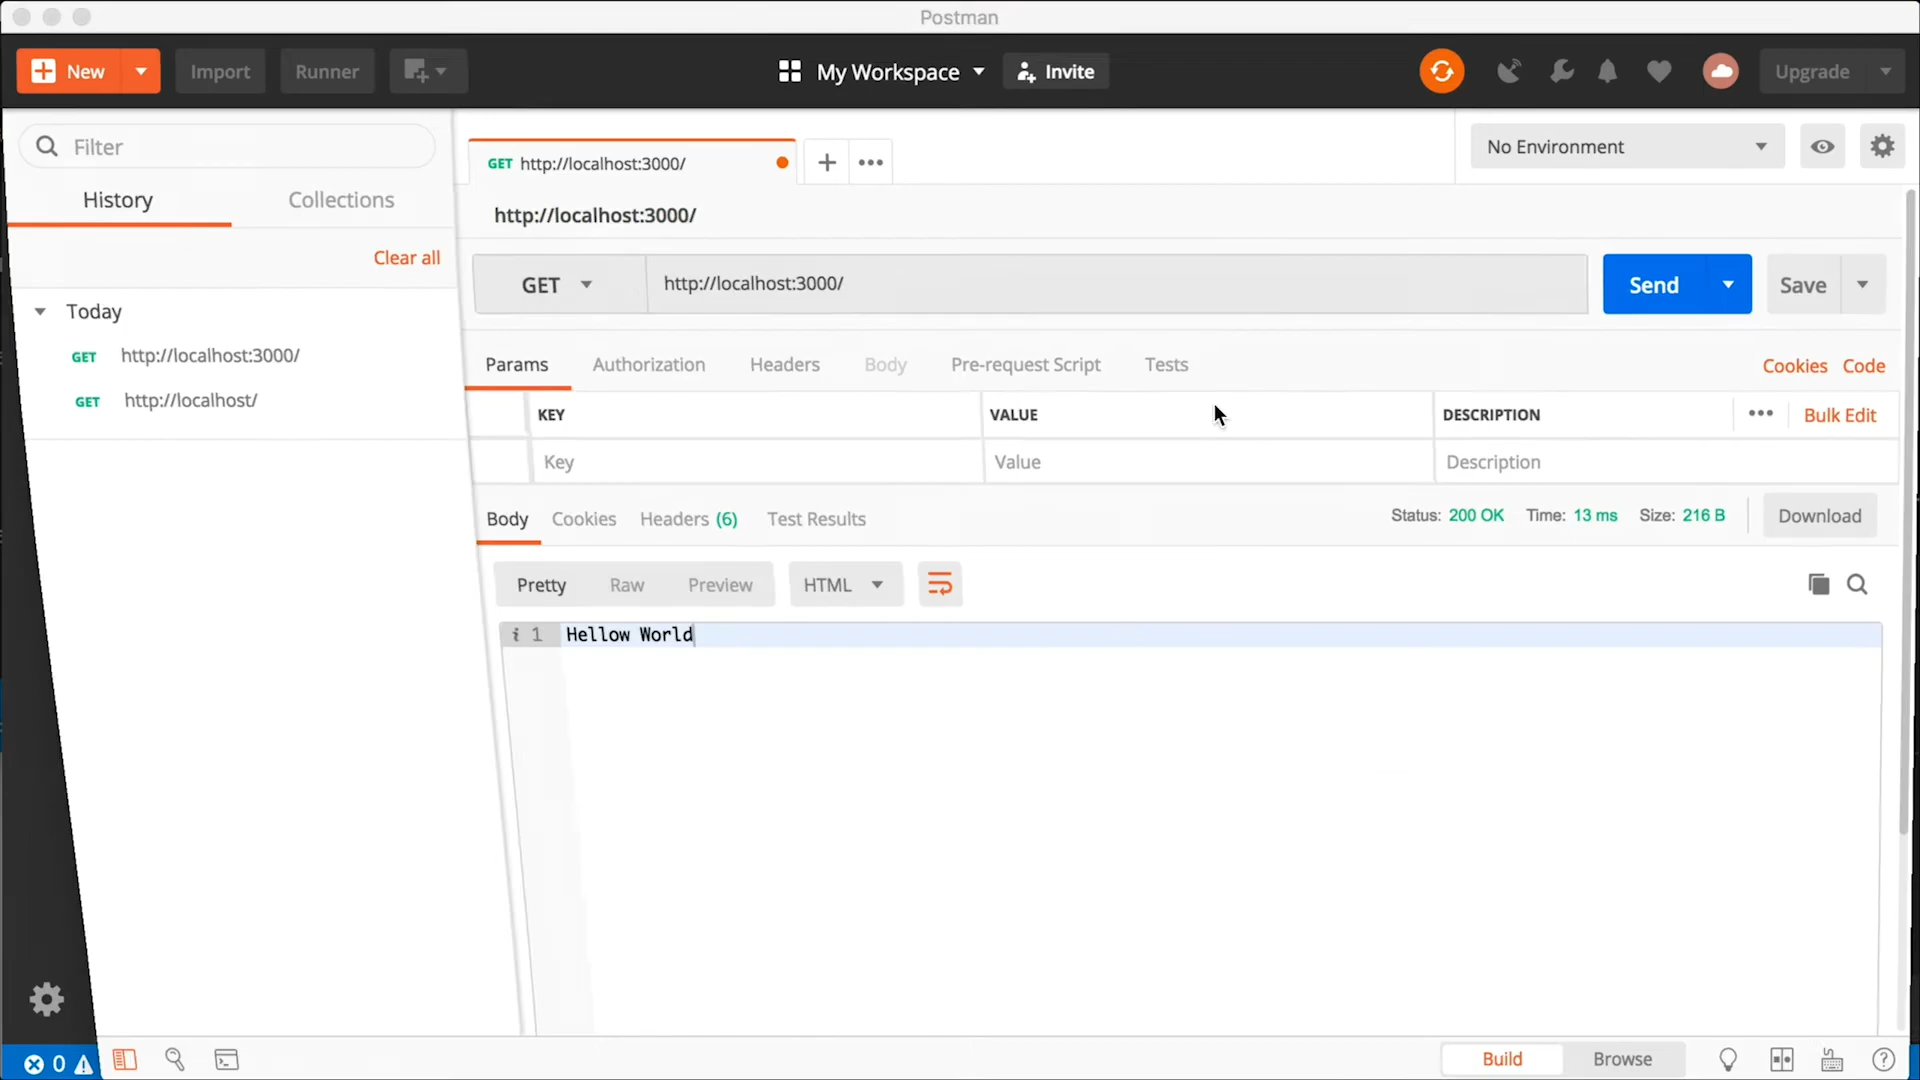 Postman
New Import Runner My Workspace Invite Upgrade
Filter
History Collections
Clear all
Today
GET http://localhost:3000/
GET http://localhost/
GET http://localhost:3000/
No Environment
http://localhost:3000/
GET http://localhost:3000/ Send Save
Params Authorization Headers Body Pre-request Script Tests Cookies Code
KEY VALUE DESCRIPTION Bulk Edit
Key Value Description
Body Cookies Headers (6) Test Results Status: 200 OK Time: 13 ms Size: 216 B Download
Pretty Raw Preview HTML
i 1 Hellow World
0
Build Browse